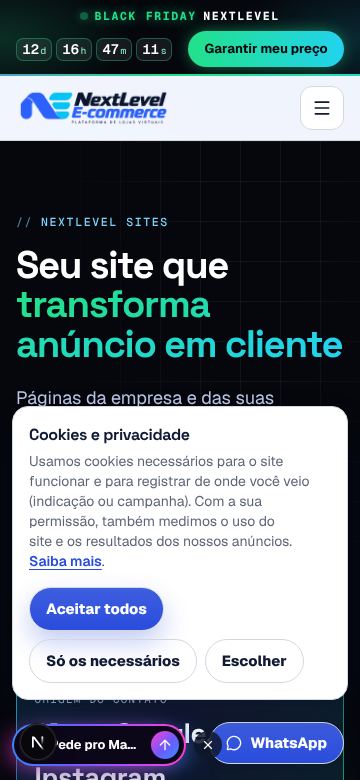 BLACK FRIDAY NEXTLEVEL
12d 16h 47m 11s
Garantir meu preço
NextLevel
E-commerce
PLATAFORMA DE LOJAS VIRTUAIS
// NEXTLEVEL SITES
Seu site que
transforma
anúncio em cliente
Páginas da empresa e das suas
Cookies e privacidade
Usamos cookies necessários para o site
funcionar e para registrar de onde você veio
(indicação ou campanha). Com a sua
permissão, também medimos o uso do
site e os resultados dos nossos anúncios.
Saiba mais.
Aceitar todos
Só os necessários
Escolher
N
Pede pro Ma...
WhatsApp
Instagram